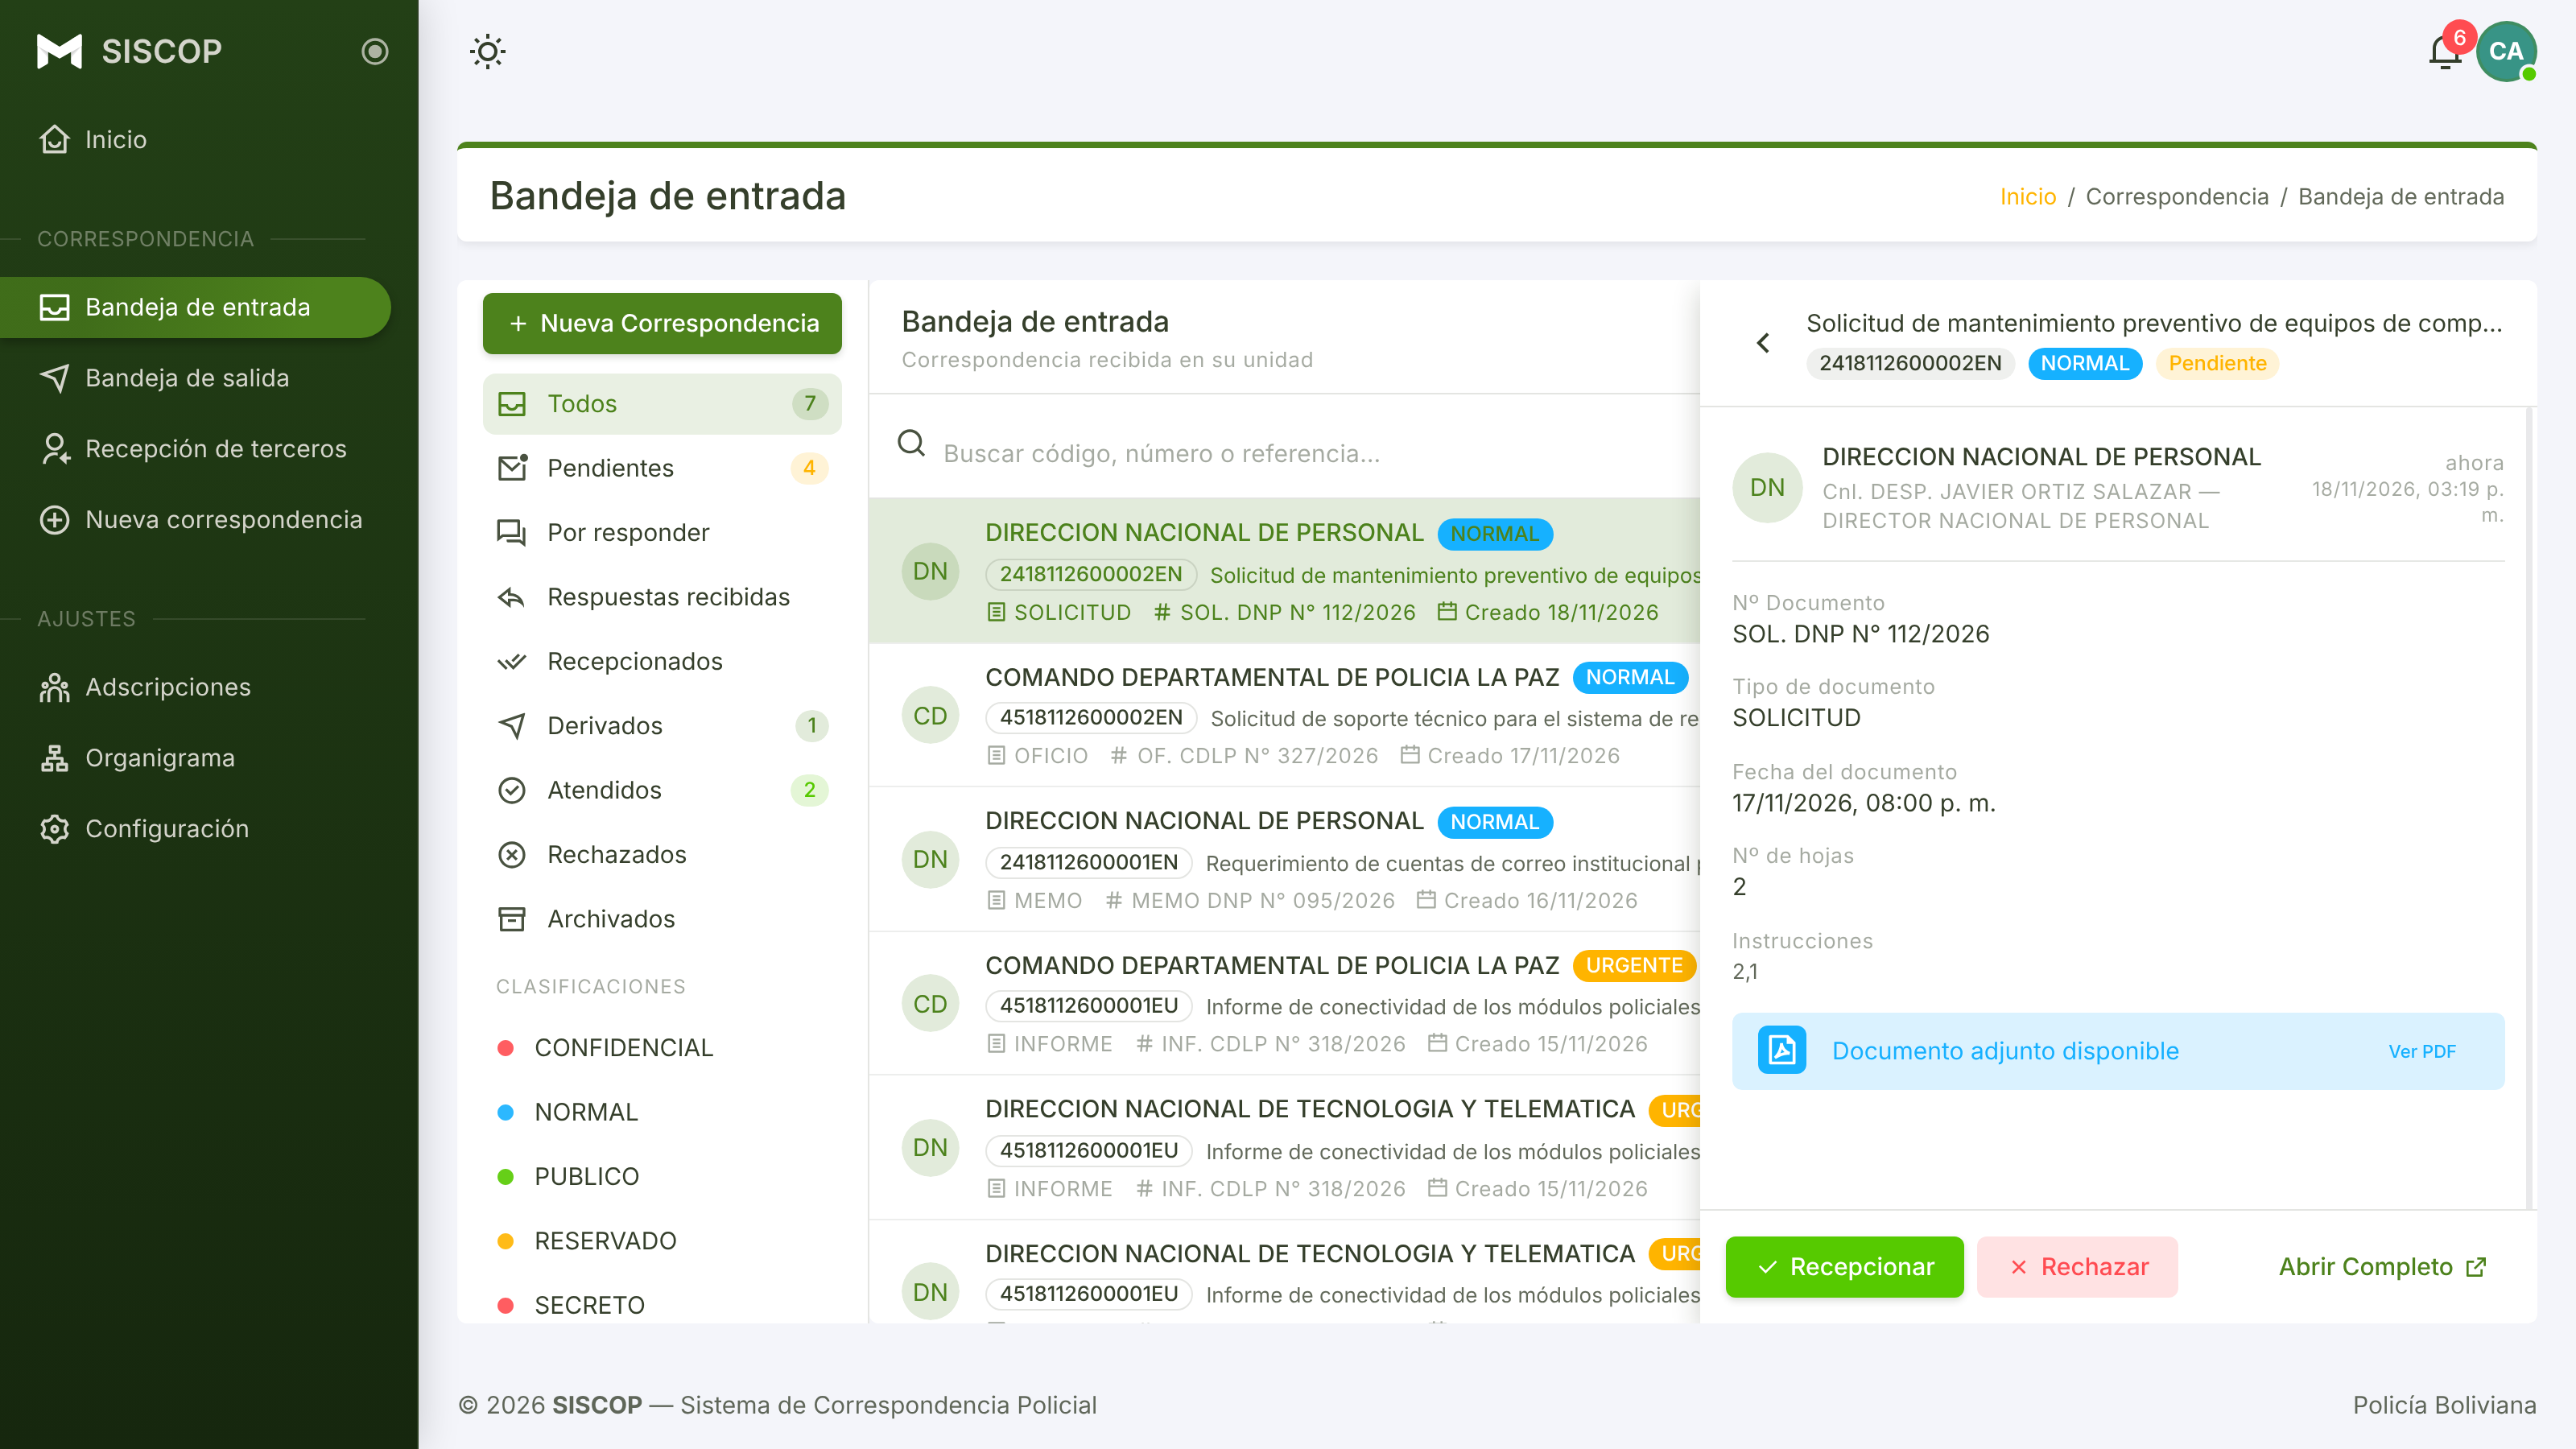 SISCOP
Inicio
CORRESPONDENCIA
Bandeja de entrada
Bandeja de salida
Recepción de terceros
Nueva correspondencia
AJUSTES
Adscripciones
Organigrama
Configuración
6
CA
Bandeja de entrada
Inicio / Correspondencia / Bandeja de entrada
+ Nueva Correspondencia
Todos 7
Pendientes 4
Por responder
Respuestas recibidas
Recepcionados
Derivados 1
Atendidos 2
Rechazados
Archivados
CLASIFICACIONES
CONFIDENCIAL
NORMAL
PUBLICO
RESERVADO
SECRETO
Bandeja de entrada
Correspondencia recibida en su unidad
Buscar código, número o referencia...
DN
DIRECCION NACIONAL DE PERSONAL NORMAL
2418112600002EN Solicitud de mantenimiento preventivo de equipos
SOLICITUD # SOL. DNP N° 112/2026 Creado 18/11/2026
CD
COMANDO DEPARTAMENTAL DE POLICIA LA PAZ NORMAL
4518112600002EN Solicitud de soporte técnico para el sistema de re
OFICIO # OF. CDLP N° 327/2026 Creado 17/11/2026
DN
DIRECCION NACIONAL DE PERSONAL NORMAL
2418112600001EN Requerimiento de cuentas de correo institucional
MEMO # MEMO DNP N° 095/2026 Creado 16/11/2026
CD
COMANDO DEPARTAMENTAL DE POLICIA LA PAZ URGENTE
4518112600001EU Informe de conectividad de los módulos policiales
INFORME # INF. CDLP N° 318/2026 Creado 15/11/2026
DN
DIRECCION NACIONAL DE TECNOLOGIA Y TELEMATICA URG
4518112600001EU Informe de conectividad de los módulos policiales
INFORME # INF. CDLP N° 318/2026 Creado 15/11/2026
DN
DIRECCION NACIONAL DE TECNOLOGIA Y TELEMATICA URG
4518112600001EU Informe de conectividad de los módulos policiales
Solicitud de mantenimiento preventivo de equipos de comp...
2418112600002EN NORMAL Pendiente
DN
DIRECCION NACIONAL DE PERSONAL
Cnl. DESP. JAVIER ORTIZ SALAZAR —
DIRECTOR NACIONAL DE PERSONAL
ahora
18/11/2026, 03:19 p.
m.
Nº Documento
SOL. DNP N° 112/2026
Tipo de documento
SOLICITUD
Fecha del documento
17/11/2026, 08:00 p. m.
Nº de hojas
2
Instrucciones
2,1
Documento adjunto disponible Ver PDF
Recepcionar
Rechazar
Abrir Completo
© 2026 SISCOP — Sistema de Correspondencia Policial
Policía Boliviana